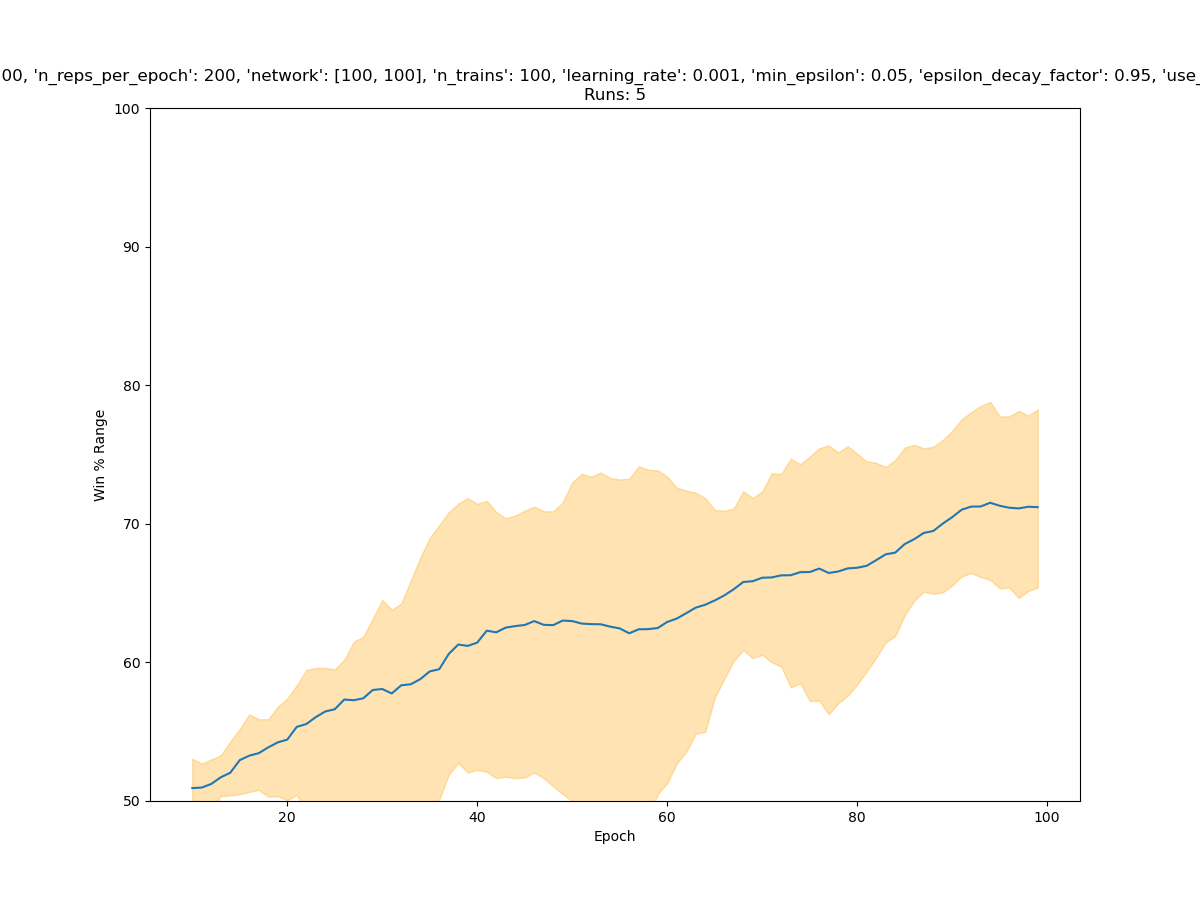 00, 'n_reps_per_epoch': 200, 'network': [100, 100], 'n_trains': 100, 'learning_rate': 0.001, 'min_epsilon': 0.05, 'epsilon_decay_factor': 0.95, 'use_
Runs: 5
100
90
80
70
60
50
Win % Range
20 40 60 80 100
Epoch